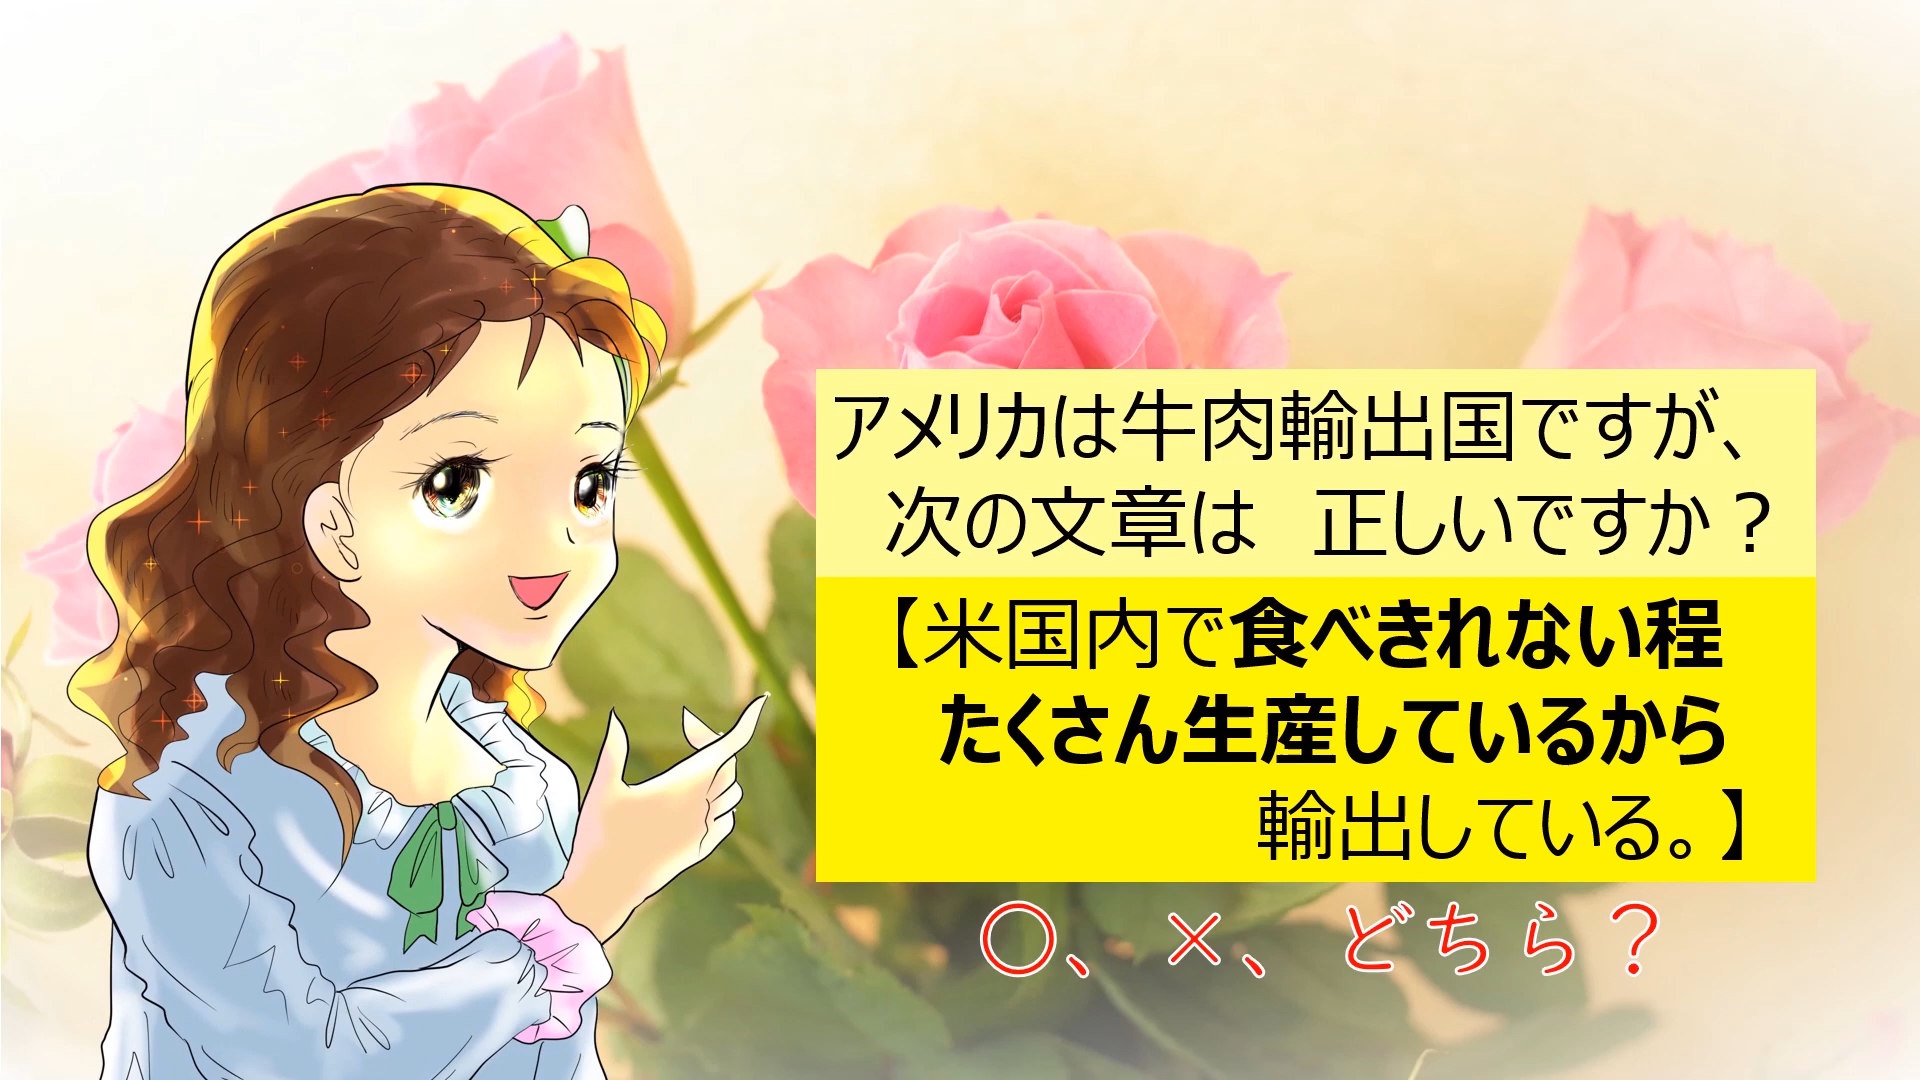 アメリカは牛肉輸出国ですが、
次の文章は　正しいですか？
【米国内で食べきれない程
たくさん生産しているから
輸出している。】
〇、×、どちら？